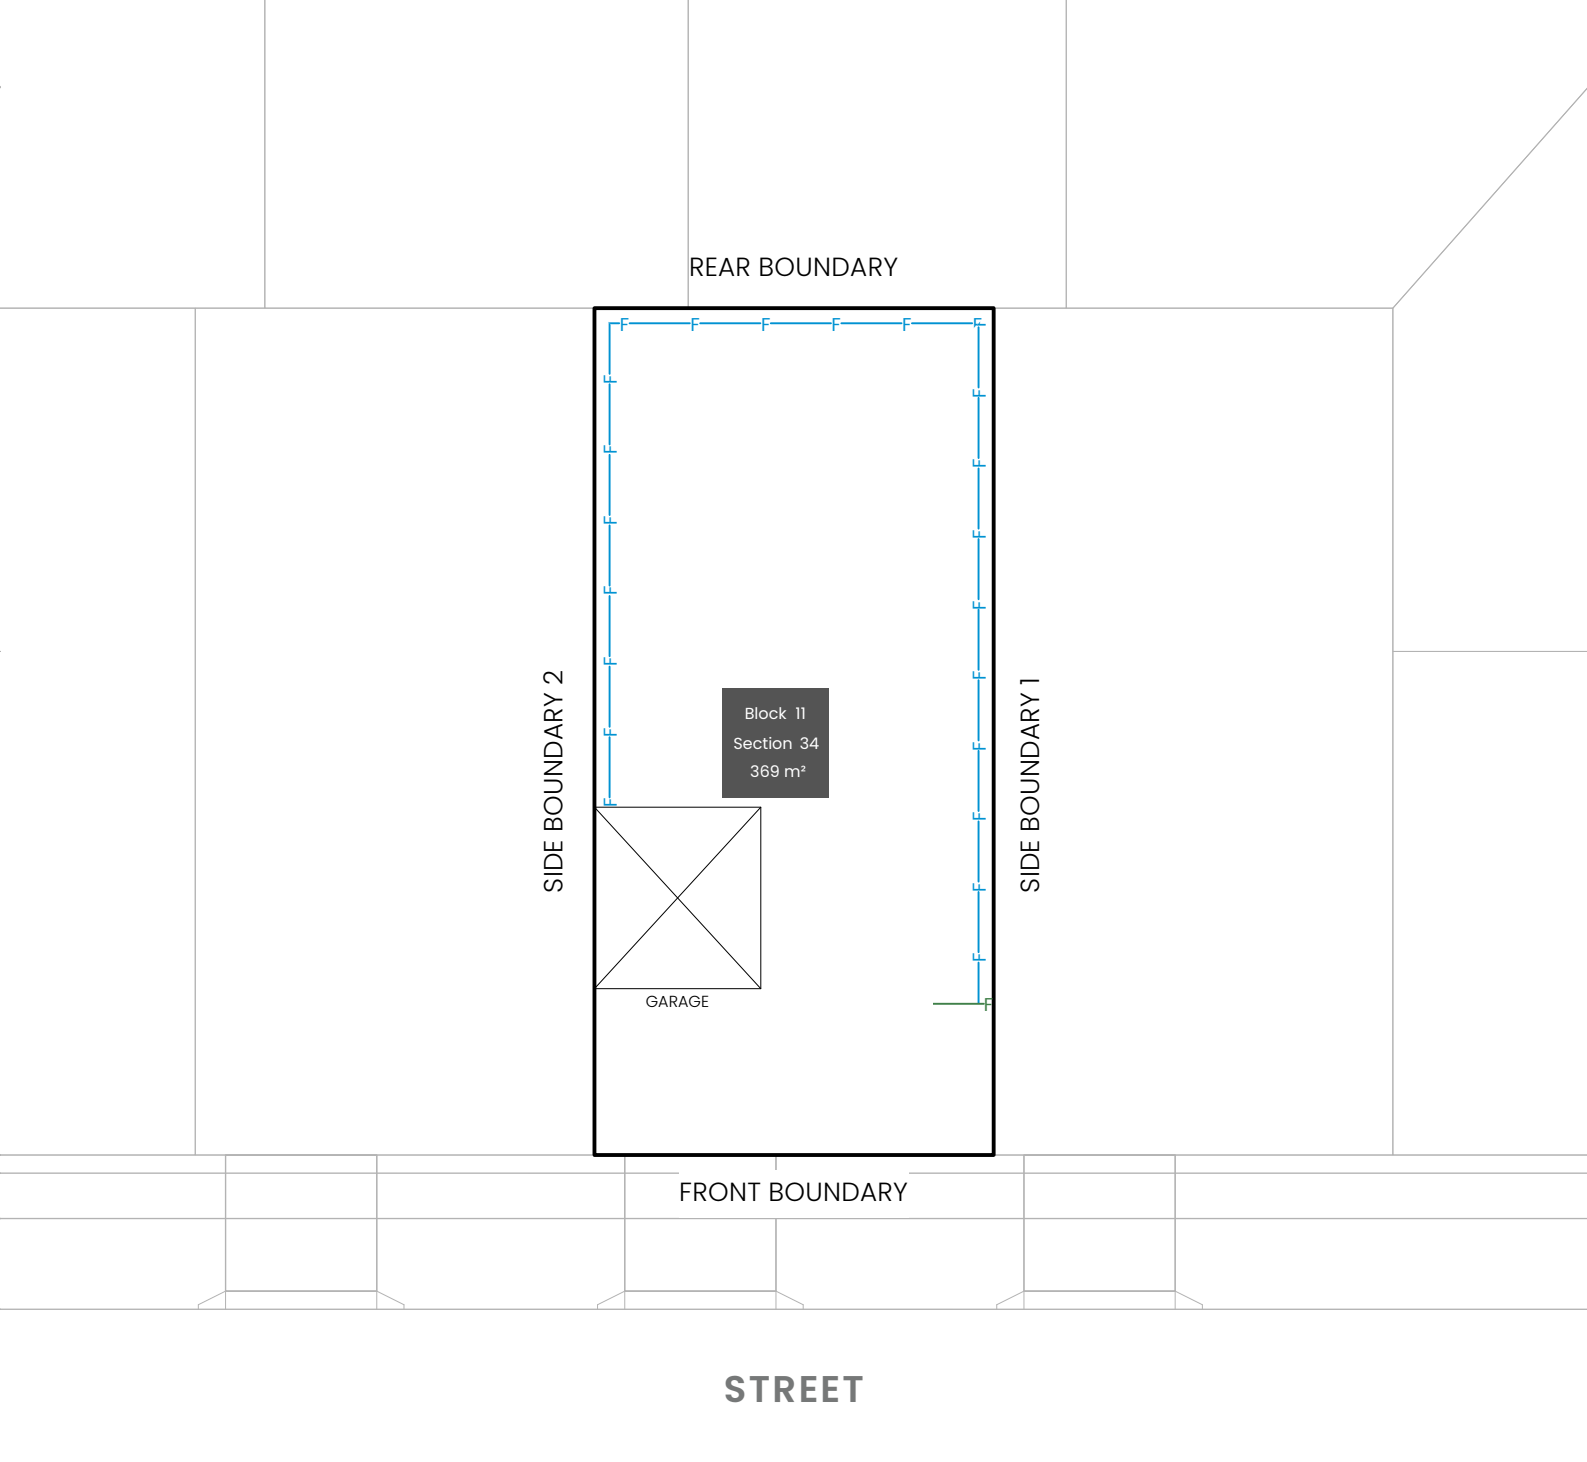 REAR BOUNDARY
F F F F F F
F F F F F F F
F F F F F F F F F
SIDE BOUNDARY 2
Block 11
Section 34
369 m²
SIDE BOUNDARY 1
GARAGE
F
FRONT BOUNDARY
STREET